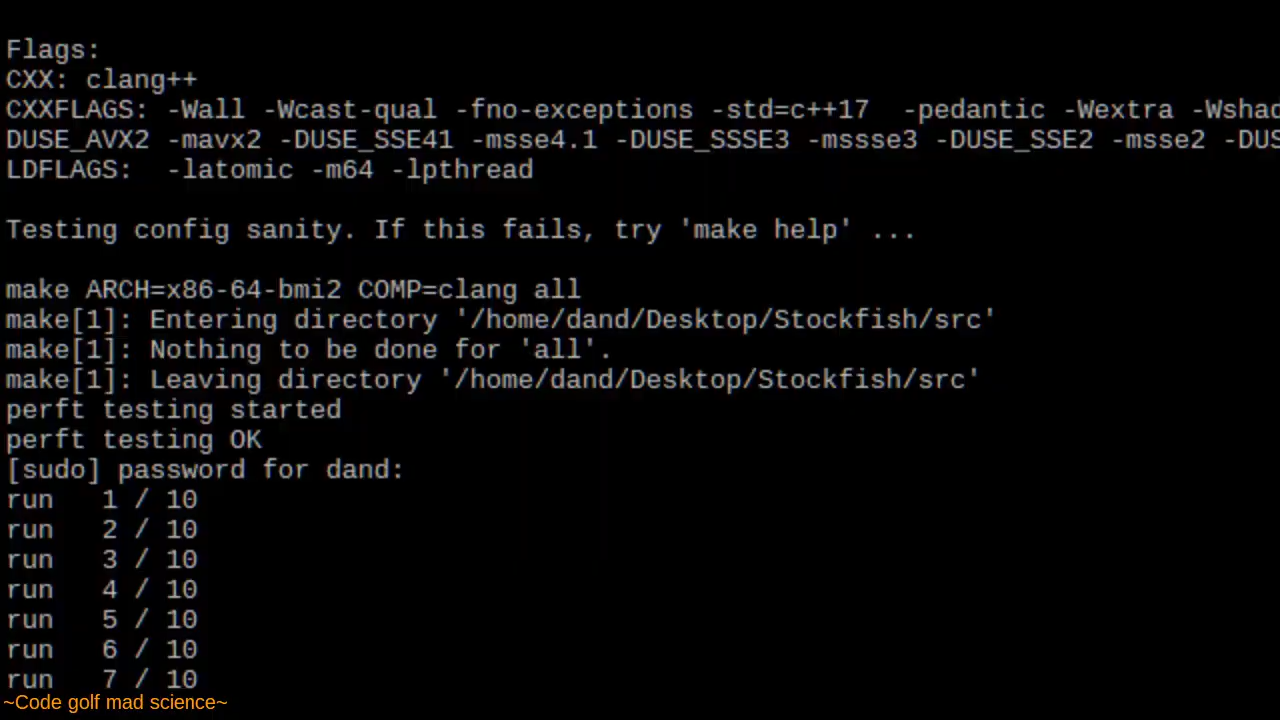 Flags:
CXX: clang++
CXXFLAGS:  -Wall -Wcast-qual -fno-exceptions -std=c++17  -pedantic -Wextra -Wshad
DUSE_AVX2 -mavx2 -DUSE_SSE41 -msse4.1 -DUSE_SSSE3 -mssse3 -DUSE_SSE2 -msse2 -DUS
LDFLAGS:  -latomic -m64 -lpthread
Testing config sanity. If this fails, try 'make help' ...
make ARCH=x86-64-bmi2 COMP=clang all
make[1]: Entering directory '/home/dand/Desktop/Stockfish/src'
make[1]: Nothing to be done for 'all'.
make[1]: Leaving directory '/home/dand/Desktop/Stockfish/src'
perft testing started
perft testing OK
[sudo] password for dand:
run   1 / 10
run   2 / 10
run   3 / 10
run   4 / 10
run   5 / 10
run   6 / 10
run   7 / 10
~Code golf mad science~